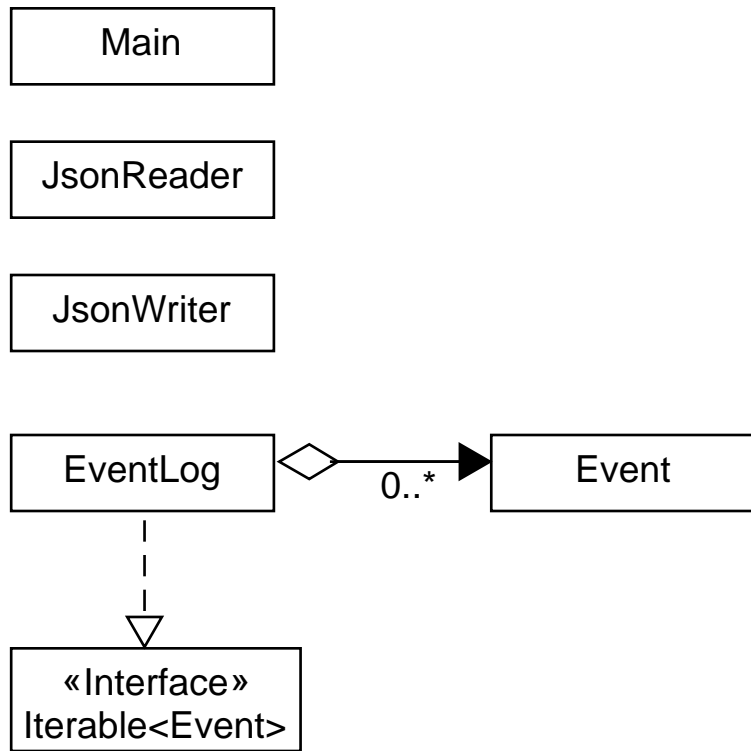 Main
JsonReader
JsonWriter
EventLog
0..*
Event
«Interface»
Iterable<Event>